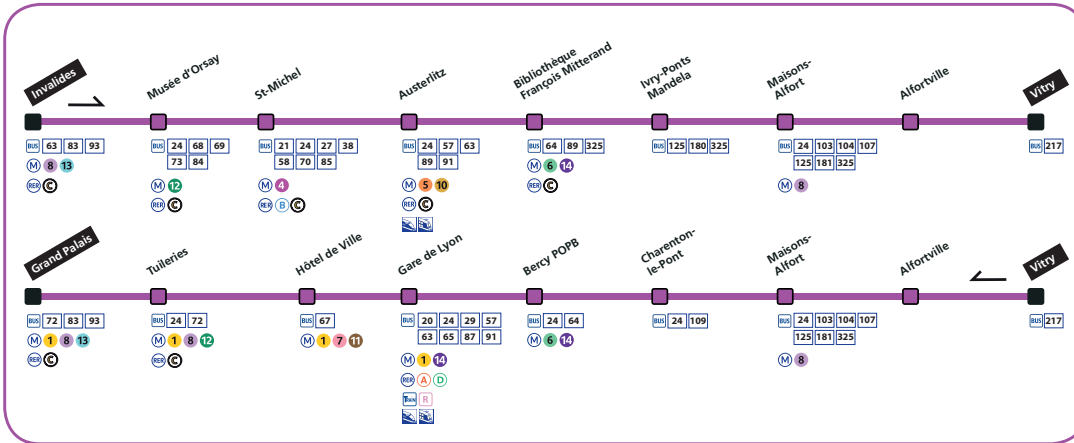 Invalides
Musée d'Orsay
St-Michel
Austerlitz
Bibliothèque
François Mitterand
Ivry-Ponts
Mandela
Maisons-
Alfort
Alfortville
Vitry
BUS 63 83 93
M 8 13
RER C
BUS 24 68 69
73 84
M 12
RER C
BUS 21 24 27 38
58 70 85
M 4
RER B C
BUS 24 57 63
89 91
M 5 10
RER C
BUS 64 89 325
M 6 14
RER C
BUS 125 180 325
BUS 24 103 104 107
125 181 325
M 8
BUS 217
Grand Palais
Tuileries
Hôtel de Ville
Gare de Lyon
Bercy POPB
Charenton-
le-Pont
Maisons-
Alfort
Alfortville
Vitry
BUS 72 83 93
M 1 8 13
RER C
BUS 24 72
M 1 8 12
RER C
BUS 67
M 1 7 11
BUS 20 24 29 57
63 65 87 91
M 1 14
RER A D
TRAIN R
BUS 24 64
M 6 14
BUS 24 109
BUS 24 103 104 107
125 181 325
M 8
BUS 217